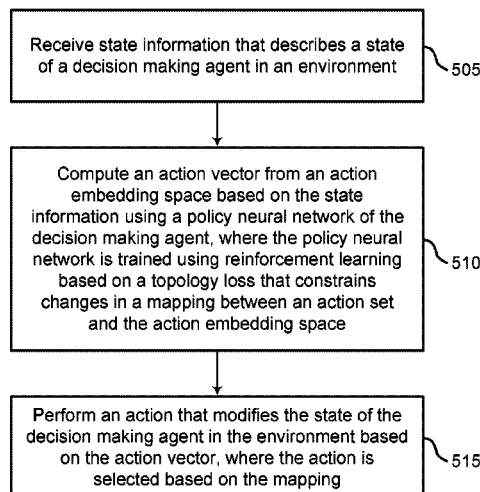 Receive state information that describes a state
of a decision making agent in an environment
505
Compute an action vector from an action
embedding space based on the state
information using a policy neural network of the
decision making agent, where the policy neural
network is trained using reinforcement learning
based on a topology loss that constrains
changes in a mapping between an action set
and the action embedding space
510
Perform an action that modifies the state of the
decision making agent in the environment based
on the action vector, where the action is
selected based on the mapping
515